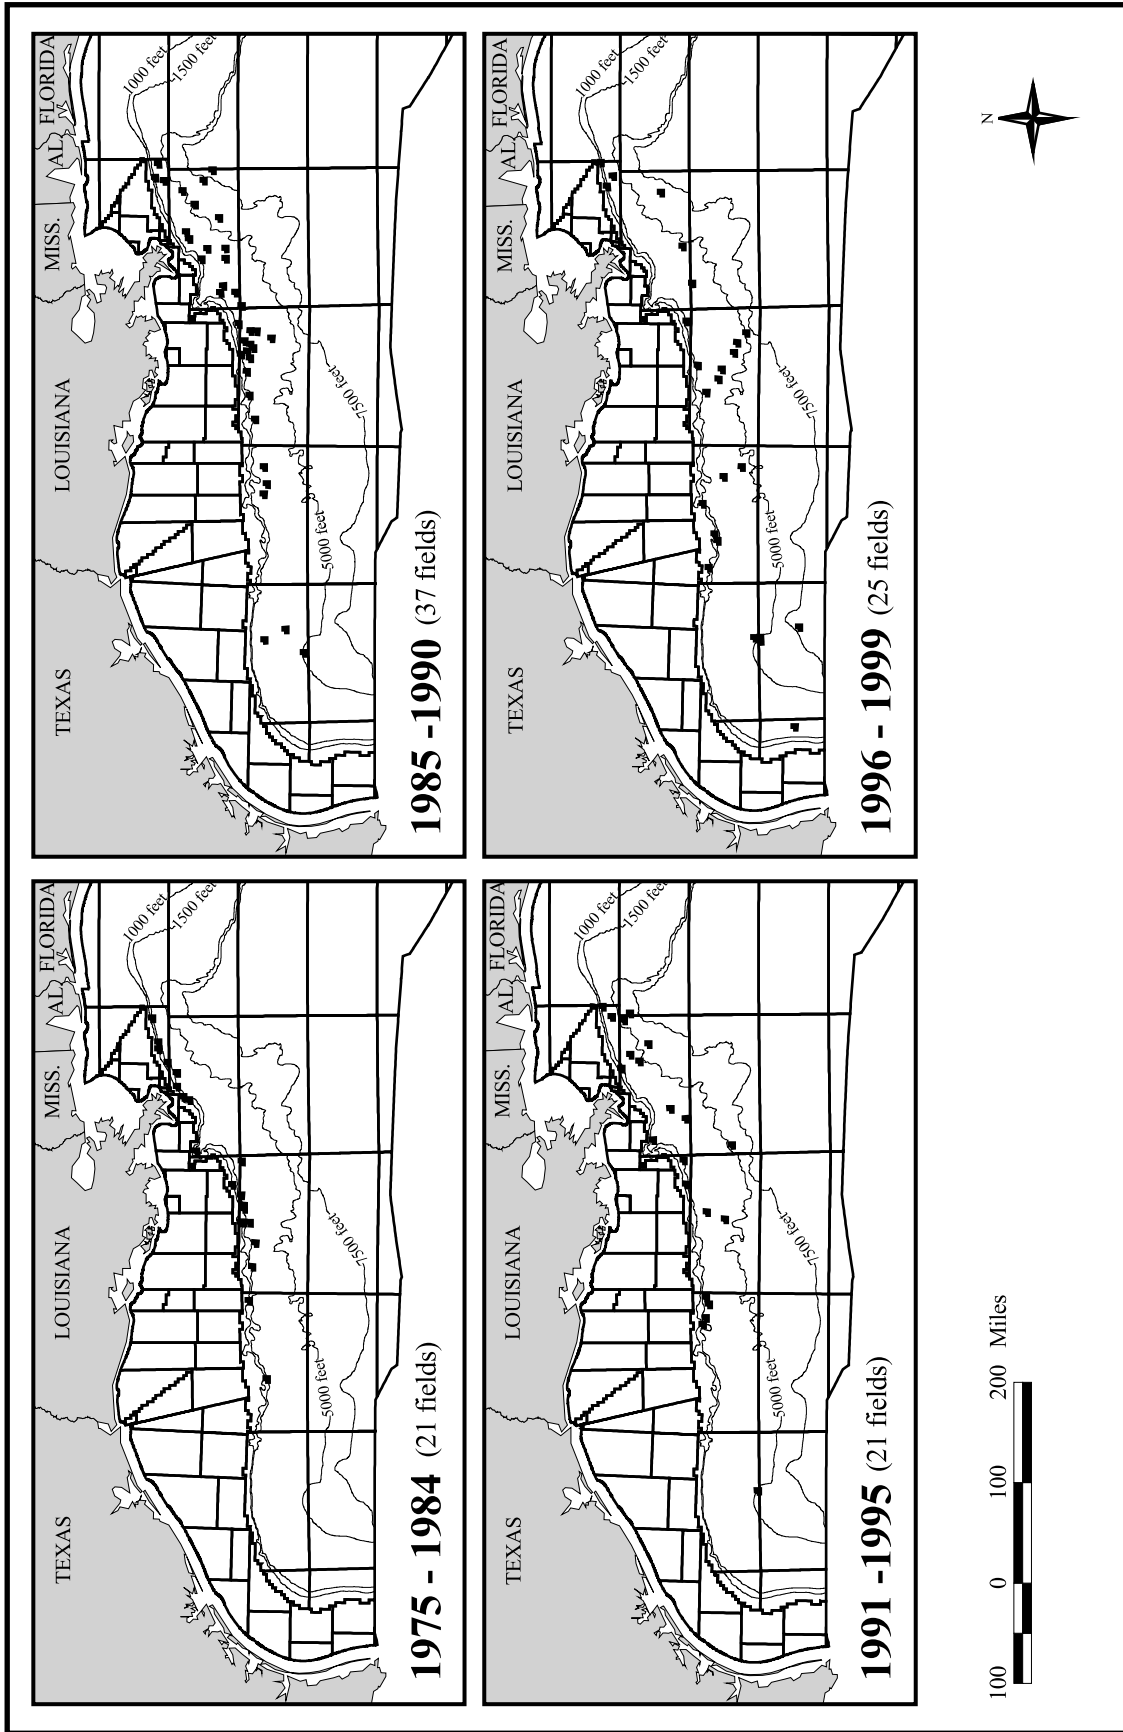 TEXAS
LOUISIANA
MISS.
AL
FLORIDA
1000 feet
1500 feet
5000 feet
7500 feet
1975 - 1984 (21 fields)
TEXAS
LOUISIANA
MISS.
AL
FLORIDA
1000 feet
1500 feet
5000 feet
7500 feet
1985 -1990 (37 fields)
TEXAS
LOUISIANA
MISS.
AL
FLORIDA
1000 feet
1500 feet
5000 feet
7500 feet
1991 -1995 (21 fields)
TEXAS
LOUISIANA
MISS.
AL
FLORIDA
1000 feet
1500 feet
5000 feet
7500 feet
1996 - 1999 (25 fields)
100 0 100 200 Miles
N